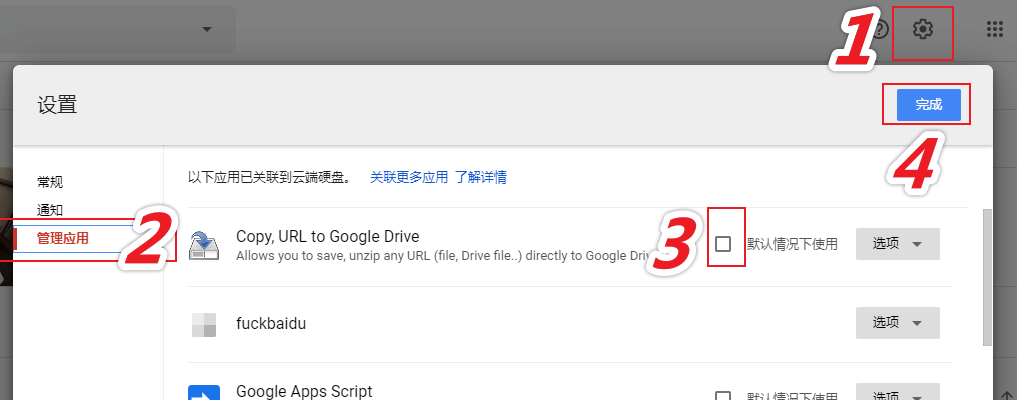 1
设置
完成
4
以下应用已关联到云端硬盘。 关联更多应用 了解详情
常规
通知
管理应用
2
Copy, URL to Google Drive
Allows you to save, unzip any URL (file, Drive file..) directly to Google
3
默认情况下使用
选项
fuckbaidu
选项
Google Apps Script
默认情况下使用
选项